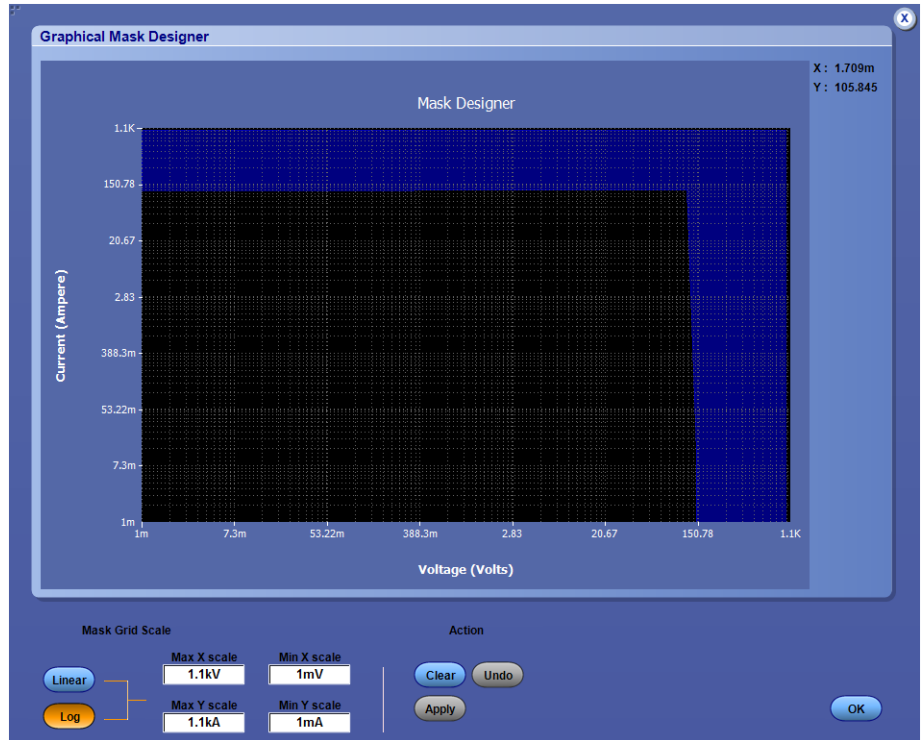 X
Graphical Mask Designer
X : 1.709m
Y : 105.845
Mask Designer
1.1K
150.78
20.67
2.83
388.3m
53.22m
7.3m
1m
Current (Ampere)
1m 7.3m 53.22m 388.3m 2.83 20.67 150.78 1.1K
Voltage (Volts)
Mask Grid Scale Action
Max X scale Min X scale
Linear 1.1kV 1mV Clear Undo
Max Y scale Min Y scale
Log 1.1kA 1mA Apply OK